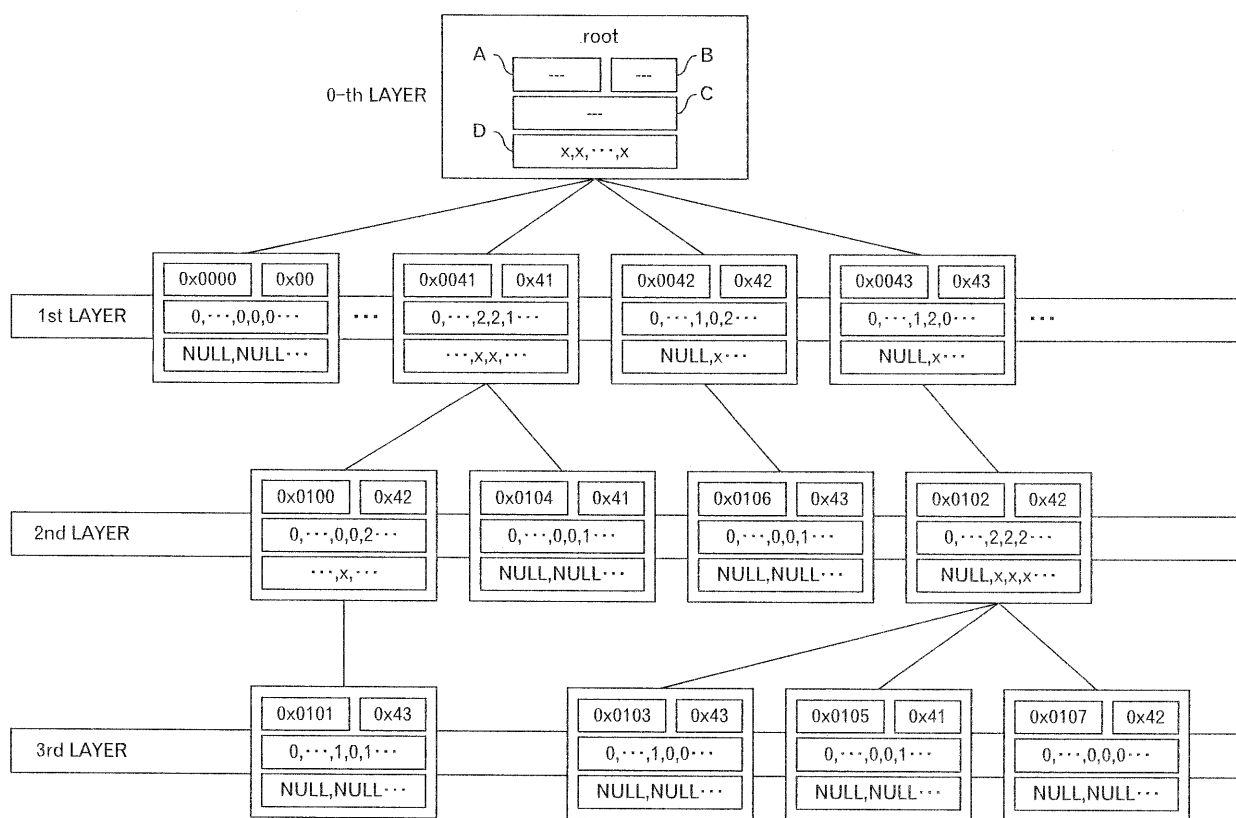 root
A
B
---
---
0-th LAYER
C
---
D
x,x,···,x
0x0000 0x00
0x0041 0x41
0x0042 0x42
0x0043 0x43
1st LAYER
0,···,0,0,0···
···
0,···,2,2,1···
0,···,1,0,2···
0,···,1,2,0···
···
NULL,NULL···
···,x,x,···
NULL,x···
NULL,x···
0x0100 0x42
0x0104 0x41
0x0106 0x43
0x0102 0x42
2nd LAYER
0,···,0,0,2···
0,···,0,0,1···
0,···,0,0,1···
0,···,2,2,2···
···,x,···
NULL,NULL···
NULL,NULL···
NULL,x,x,x···
0x0101 0x43
0x0103 0x43
0x0105 0x41
0x0107 0x42
3rd LAYER
0,···,1,0,1···
0,···,1,0,0···
0,···,0,0,1···
0,···,0,0,0···
NULL,NULL···
NULL,NULL···
NULL,NULL···
NULL,NULL···